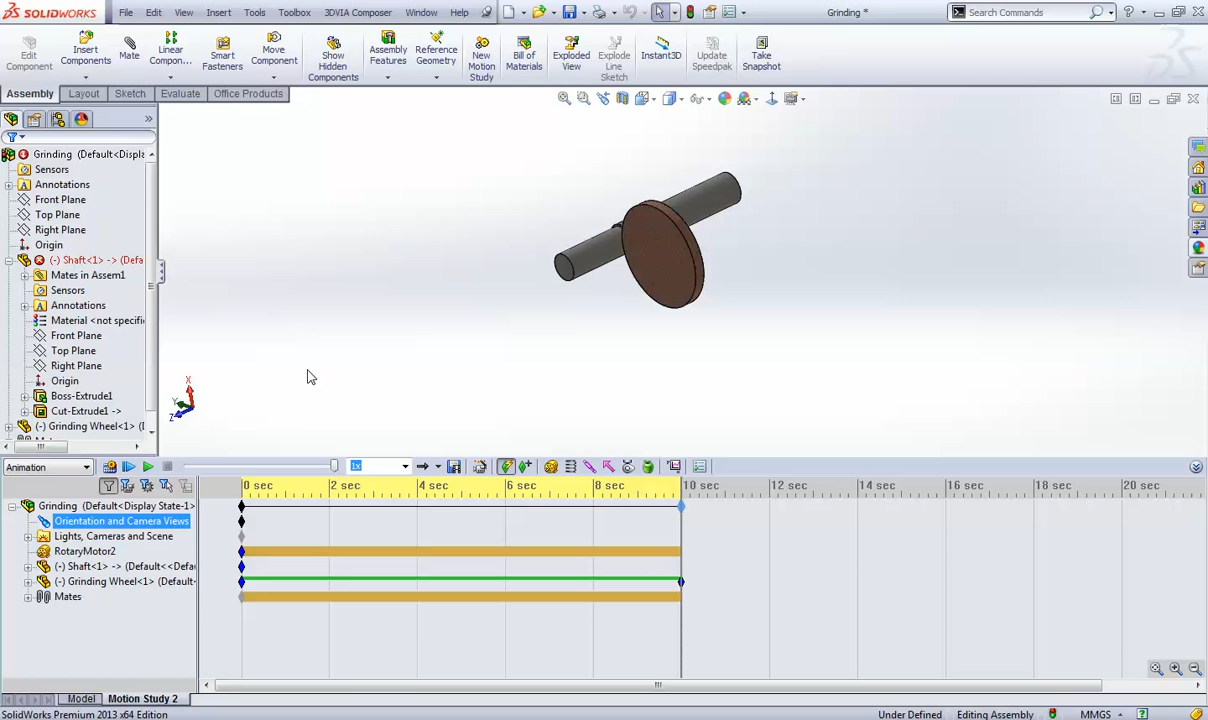 SOLIDWORKS File Edit View Insert Tools Toolbox 3DVIA Composer Window Help Grinding * Search Commands
Edit Component
Insert Components
Mate
Linear Compon...
Smart Fasteners
Move Component
Show Hidden Components
Assembly Features
Reference Geometry
New Motion Study
Bill of Materials
Exploded View
Explode Line Sketch
Instant3D
Update Speedpak
Take Snapshot
Assembly Layout Sketch Evaluate Office Products
Grinding (Default<Displ
Sensors
Annotations
Front Plane
Top Plane
Right Plane
Origin
(-) Shaft<1> -> (Defa
Mates in Assem1
Sensors
Annotations
Material <not specifi
Front Plane
Top Plane
Right Plane
Origin
Boss-Extrude1
Cut-Extrude1 ->
(-) Grinding Wheel<1> (
X
Y
Z
Animation 1x
0 sec 2 sec 4 sec 6 sec 8 sec 10 sec 12 sec 14 sec 16 sec 18 sec 20 sec
Grinding (Default<Display State-1>
Orientation and Camera Views
Lights, Cameras and Scene
RotaryMotor2
(-) Shaft<1> -> (Default<<Defa
(-) Grinding Wheel<1> (Default
Mates
Model Motion Study 2
SolidWorks Premium 2013 x64 Edition Under Defined Editing Assembly MMGS